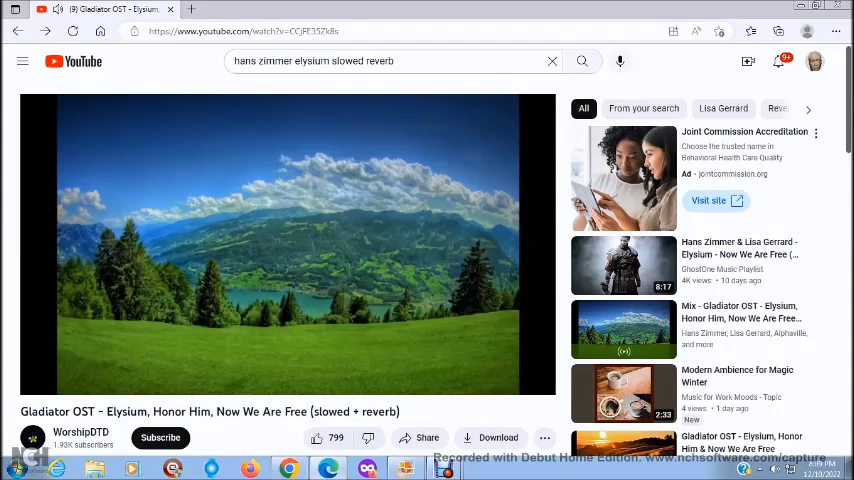 (9) Gladiator OST - Elysium,
https://www.youtube.com/watch?v=CCjFE35Zk8s
YouTube
hans zimmer elysium slowed reverb
9+
All
From your search
Lisa Gerrard
Joint Commission Accreditation
Choose the trusted name in
Behavioral Health Care Quality
Ad · jointcommission.org
Visit site
Hans Zimmer & Lisa Gerrard -
Elysium - Now We Are Free (...
GhostOne Music Playlist
4K views · 10 days ago
8:17
Mix - Gladiator OST - Elysium,
Honor Him, Now We Are Free...
Hans Zimmer, Lisa Gerrard, Alphaville,
and more
Modern Ambience for Magic
Winter
Music for Work Moods - Topic
4 views · 1 day ago
2:33
New
Gladiator OST - Elysium, Honor
Him & Now We Are Free
Gladiator OST - Elysium, Honor Him, Now We Are Free (slowed + reverb)
WorshipDTD
1.93K subscribers
Subscribe
799
Share
Download
NCH
Recorded with Debut Home Edition. www.nchsoftware.com/capture
8:09 PM
12/10/2022